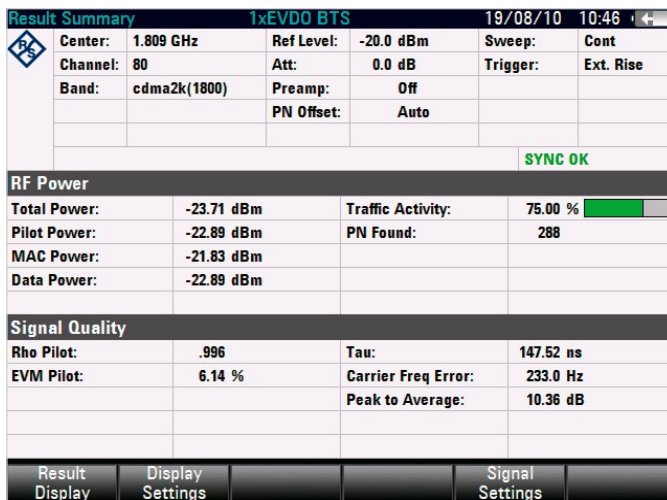 Result Summary 1xEVDO BTS 19/08/10 10:46
R&S Center: 1.809 GHz Ref Level: -20.0 dBm Sweep: Cont
Channel: 80 Att: 0.0 dB Trigger: Ext. Rise
Band: cdma2k(1800) Preamp: Off
PN Offset: Auto
SYNC OK
RF Power
Total Power: -23.71 dBm Traffic Activity: 75.00 %
Pilot Power: -22.89 dBm PN Found: 288
MAC Power: -21.83 dBm
Data Power: -22.89 dBm
Signal Quality
Rho Pilot: .996 Tau: 147.52 ns
EVM Pilot: 6.14 % Carrier Freq Error: 233.0 Hz
Peak to Average: 10.36 dB
Result Display Signal
Display Settings Settings